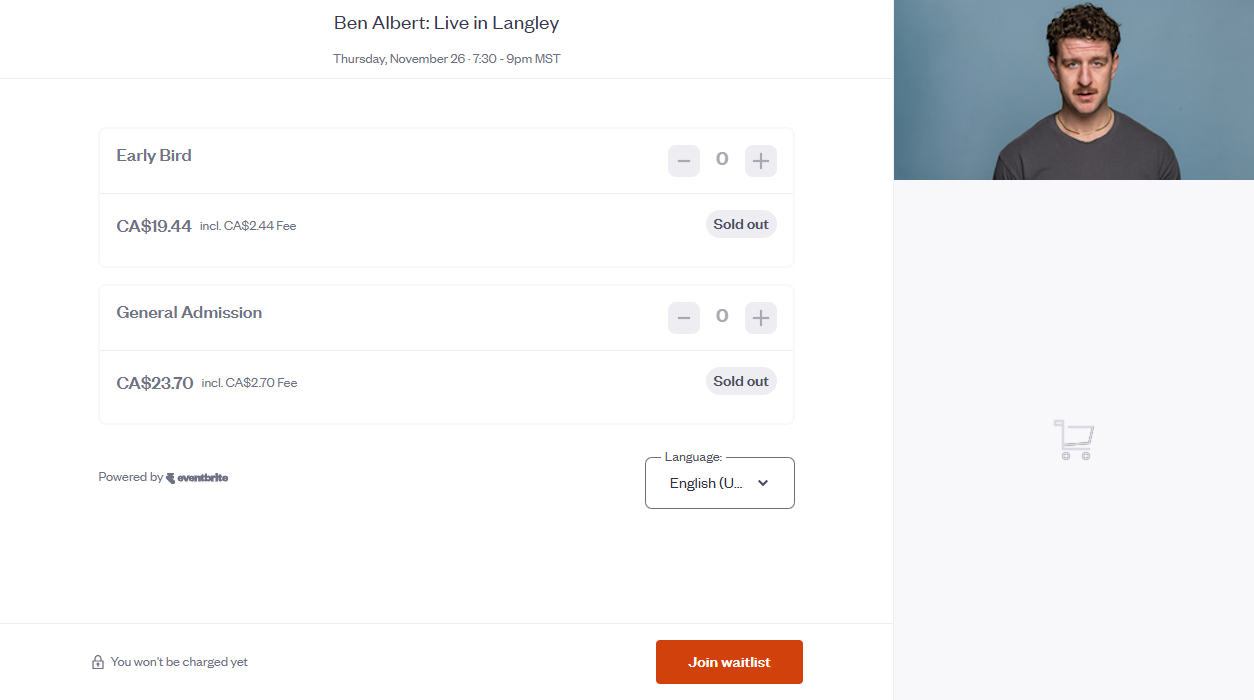 Ben Albert: Live in Langley
Thursday, November 26 · 7:30 - 9pm MST
Early Bird
0
CA$19.44 incl. CA$2.44 Fee
Sold out
General Admission
0
CA$23.70 incl. CA$2.70 Fee
Sold out
Powered by eventbrite
Language:
English (U...
You won't be charged yet
Join waitlist